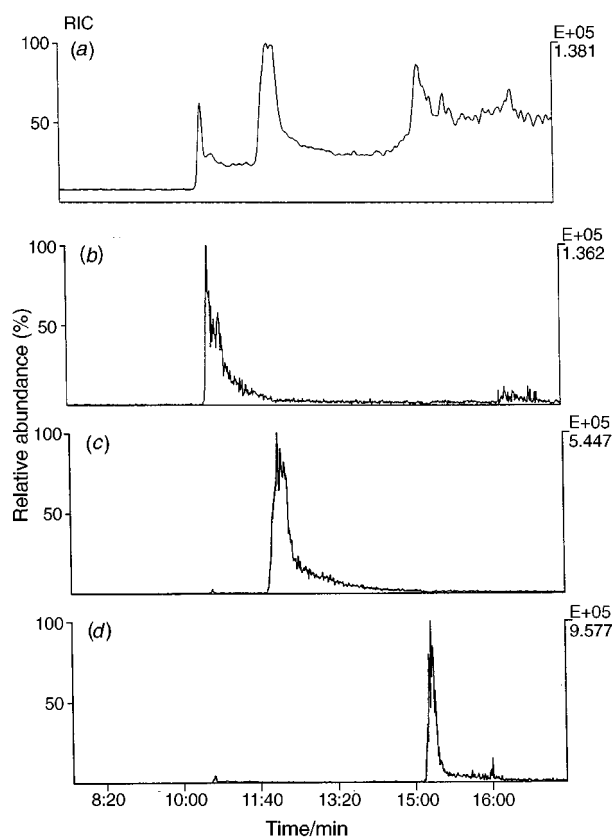 RIC
(a)
100
50
E+05
1.381
(b)
100
50
E+05
1.362
Relative abundance (%)
(c)
100
50
E+05
5.447
(d)
100
50
E+05
9.577
8:20 10:00 11:40 13:20 15:00 16:00
Time/min